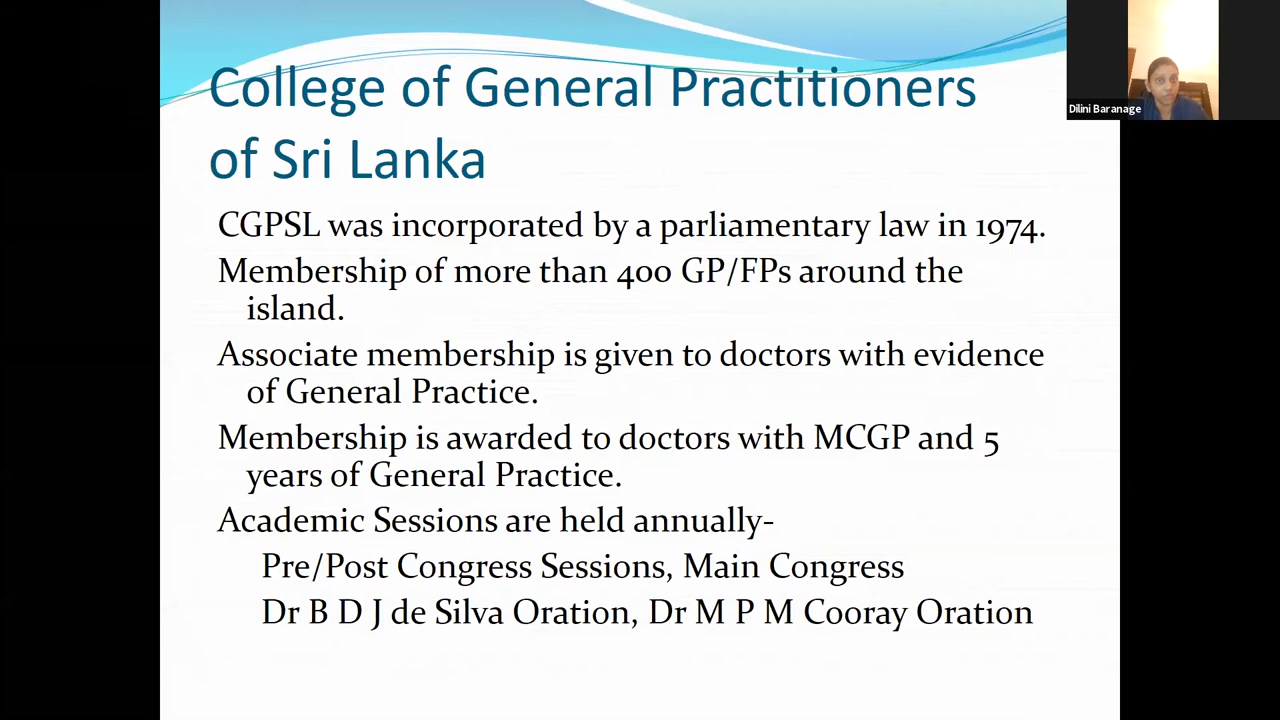 College of General Practitioners
of Sri Lanka
Dilini Baranage
CGPSL was incorporated by a parliamentary law in 1974.
Membership of more than 400 GP/FPs around the
island.
Associate membership is given to doctors with evidence
of General Practice.
Membership is awarded to doctors with MCGP and 5
years of General Practice.
Academic Sessions are held annually-
Pre/Post Congress Sessions, Main Congress
Dr B D J de Silva Oration, Dr M P M Cooray Oration